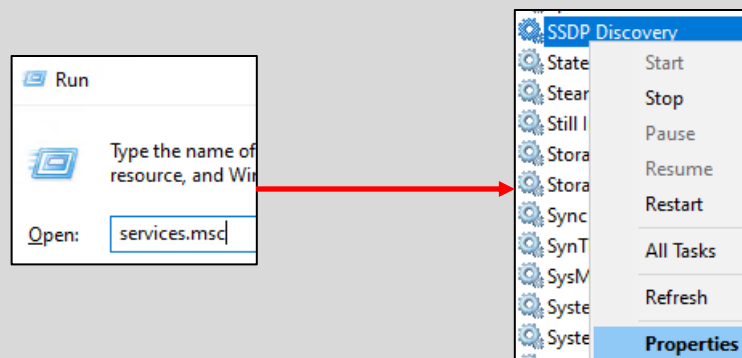 Run
Type the name of
resource, and Wi
Open:
services.msc
SSDP Discovery
State
Stear
Still I
Stora
Stora
Sync
SynT
SysM
Syste
Syste
Start
Stop
Pause
Resume
Restart
All Tasks
Refresh
Properties